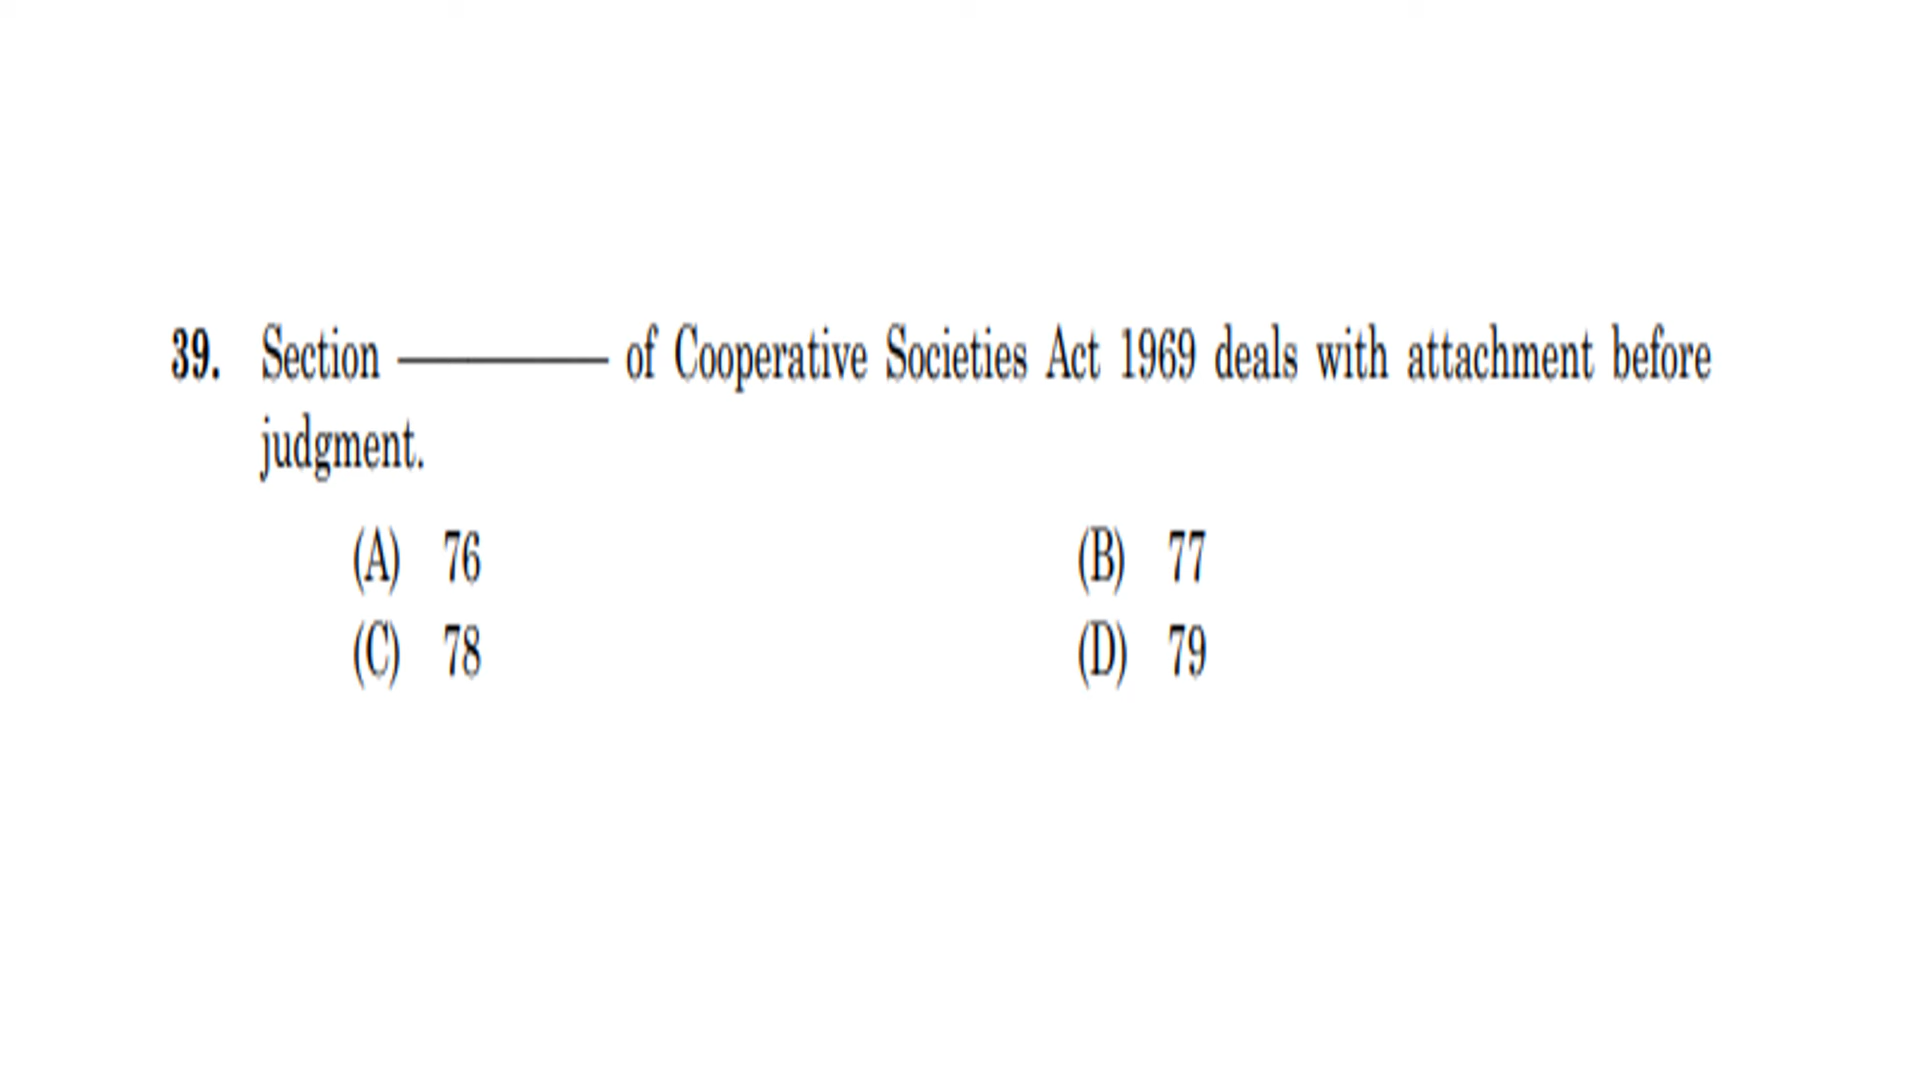 39. Section ———— of Cooperative Societies Act 1969 deals with attachment before
judgment.
(A) 76 (B) 77
(C) 78 (D) 79